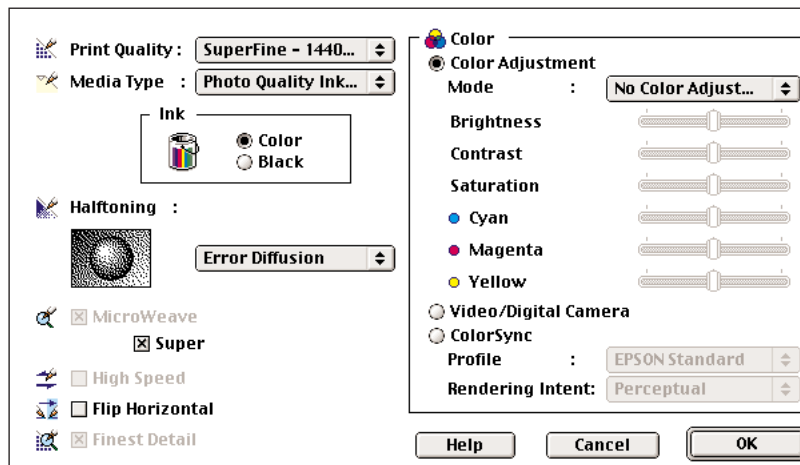 Print Quality : SuperFine - 1440...
Media Type : Photo Quality Ink...
Ink
Color
Black
Halftoning :
Error Diffusion
MicroWeave
Super
High Speed
Flip Horizontal
Finest Detail
Color
Color Adjustment
Mode : No Color Adjust...
Brightness
Contrast
Saturation
Cyan
Magenta
Yellow
Video/Digital Camera
ColorSync
Profile : EPSON Standard
Rendering Intent: Perceptual
Help Cancel OK